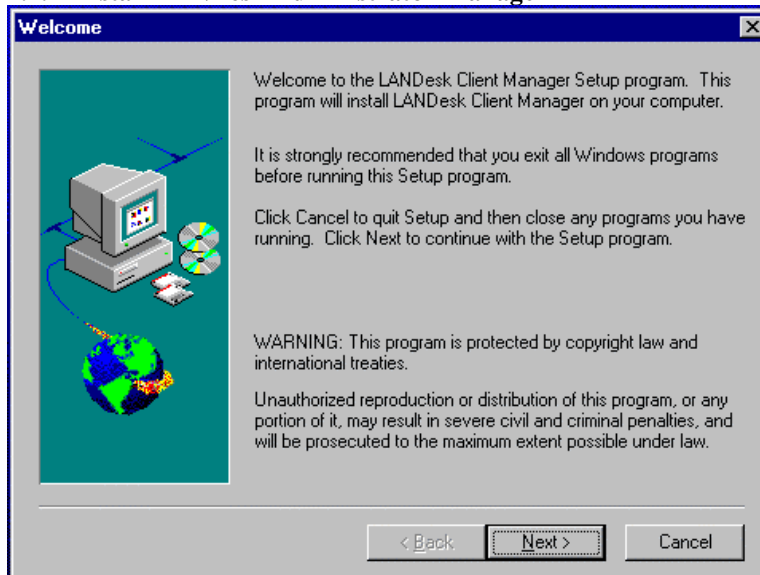 Welcome
Welcome to the LANDesk Client Manager Setup program. This
program will install LANDesk Client Manager on your computer.
It is strongly recommended that you exit all Windows programs
before running this Setup program.
Click Cancel to quit Setup and then close any programs you have
running. Click Next to continue with the Setup program.
WARNING: This program is protected by copyright law and
international treaties.
Unauthorized reproduction or distribution of this program, or any
portion of it, may result in severe civil and criminal penalties, and
will be prosecuted to the maximum extent possible under law.
< Back
Next >
Cancel